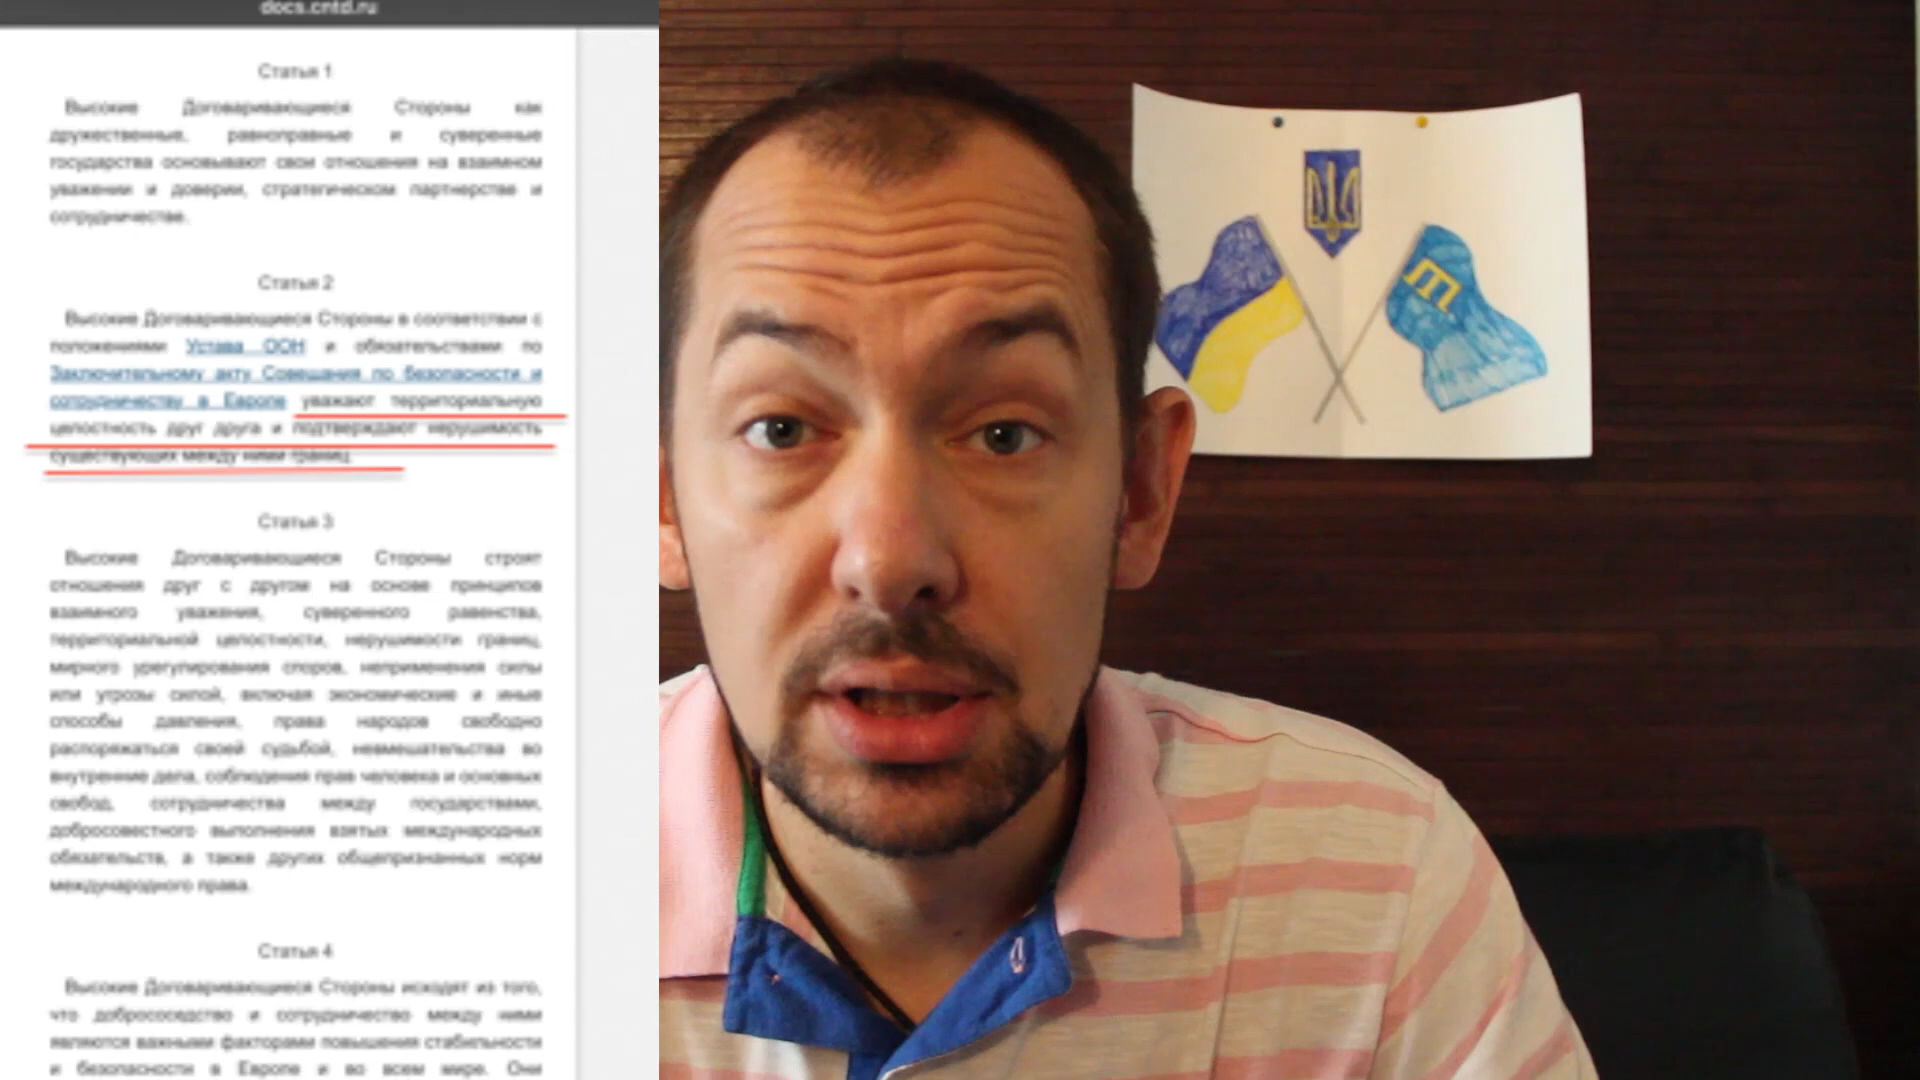 docs.cntd.ru
Статья 1
Высокие Договаривающиеся Стороны как
дружественные, равноправные и суверенные
государства основывают свои отношения на взаимном
уважении и доверии, стратегическом партнерстве и
сотрудничестве.
Статья 2
Высокие Договаривающиеся Стороны в соответствии с
положениями Устава ООН и обязательствами по
Заключительному акту Совещания по безопасности и
сотрудничеству в Европе уважают территориальную
целостность друг друга и подтверждают нерушимость
существующих между ними границ.
Статья 3
Высокие Договаривающиеся Стороны строят
отношения друг с другом на основе принципов
взаимного уважения, суверенного равенства,
территориальной целостности, нерушимости границ,
мирного урегулирования споров, неприменения силы
или угрозы силой, включая экономические и иные
способы давления, права народов свободно
распоряжаться своей судьбой, невмешательства во
внутренние дела, соблюдения прав человека и основных
свобод, сотрудничества между государствами,
добросовестного выполнения взятых международных
обязательств, а также других общепризнанных норм
международного права.
Статья 4
Высокие Договаривающиеся Стороны исходят из того,
что добрососедство и сотрудничество между ними
являются важными факторами повышения стабильности
и безопасности в Европе и во всем мире. Они